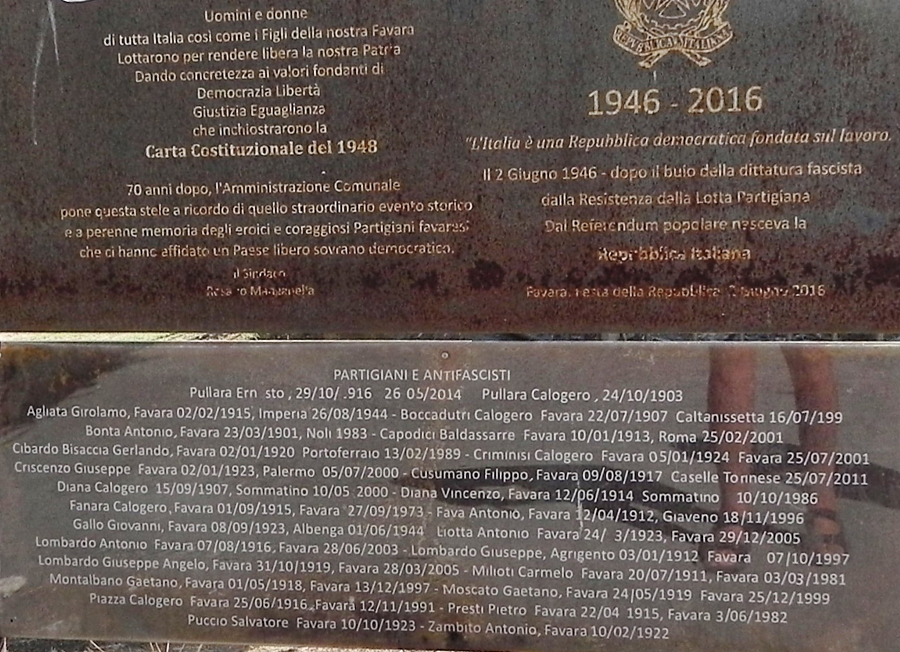 Uomini e donne
di tutta Italia così come i Figli della nostra Favara
Lottarono per rendere libera la nostra Patria
Dando concretezza ai valori fondanti di
Democrazia Libertà
Giustizia Eguaglianza
che inchiostrarono la
Carta Costituzionale del 1948
70 anni dopo, l'Amministrazione Comunale
pone questa stele a ricordo di quello straordinario evento storico
e a perenne memoria degli eroici e coraggiosi Partigiani favaresi
che ci hanno affidato un Paese libero sovrano democratico.
il Sindaco
Rosario Manganella
REPVBBLICA ITALIANA
1946 - 2016
"L'Italia è una Repubblica democratica fondata sul lavoro.
Il 2 Giugno 1946 - dopo il buio della dittatura fascista
dalla Resistenza dalla Lotta Partigiana
Dal Referendum popolare nasceva la
Repubblica Italiana
Favara, Festa della Repubblica 2 Giugno 2016
PARTIGIANI E ANTIFASCISTI
Pullara Ern sto , 29/10/ .916 26 05/2014 Pullara Calogero , 24/10/1903
Agliata Girolamo, Favara 02/02/1915, Imperia 26/08/1944 - Boccadutri Calogero Favara 22/07/1907 Caltanissetta 16/07/199
Bonta Antonio, Favara 23/03/1901, Noli 1983 - Capodici Baldassarre Favara 10/01/1913, Roma 25/02/2001
Cibardo Bisaccia Gerlando, Favara 02/01/1920 Portoferraio 13/02/1989 - Criminisi Calogero Favara 05/01/1924 Favara 25/07/2001
Criscenzo Giuseppe Favara 02/01/1923, Palermo 05/07/2000 - Cusumano Filippo, Favara 09/08/1917 Caselle Torinese 25/07/2011
Diana Calogero 15/09/1907, Sommatino 10/05 2000 - Diana Vincenzo, Favara 12/06/1914 Sommatino 10/10/1986
Fanara Calogero, Favara 01/09/1915, Favara 27/09/1973 - Fava Antonio, Favara 12/04/1912, Giaveno 18/11/1996
Gallo Giovanni, Favara 08/09/1923, Albenga 01/06/1944 Liotta Antonio Favara 24/ 3/1923, Favara 29/12/2005
Lombardo Antonio Favara 07/08/1916, Favara 28/06/2003 - Lombardo Giuseppe, Agrigento 03/01/1912 Favara 07/10/1997
Lombardo Giuseppe Angelo, Favara 31/10/1919, Favara 28/03/2005 - Milioti Carmelo Favara 20/07/1911, Favara 03/03/1981
Montalbano Gaetano, Favara 01/05/1918, Favara 13/12/1997 - Moscato Gaetano, Favara 24/05/1919 Favara 25/12/1999
Piazza Calogero Favara 25/06/1916, Favara 12/11/1991 - Presti Pietro Favara 22/04 1915, Favara 3/06/1982
Puccio Salvatore Favara 10/10/1923 - Zambito Antonio, Favara 10/02/1922